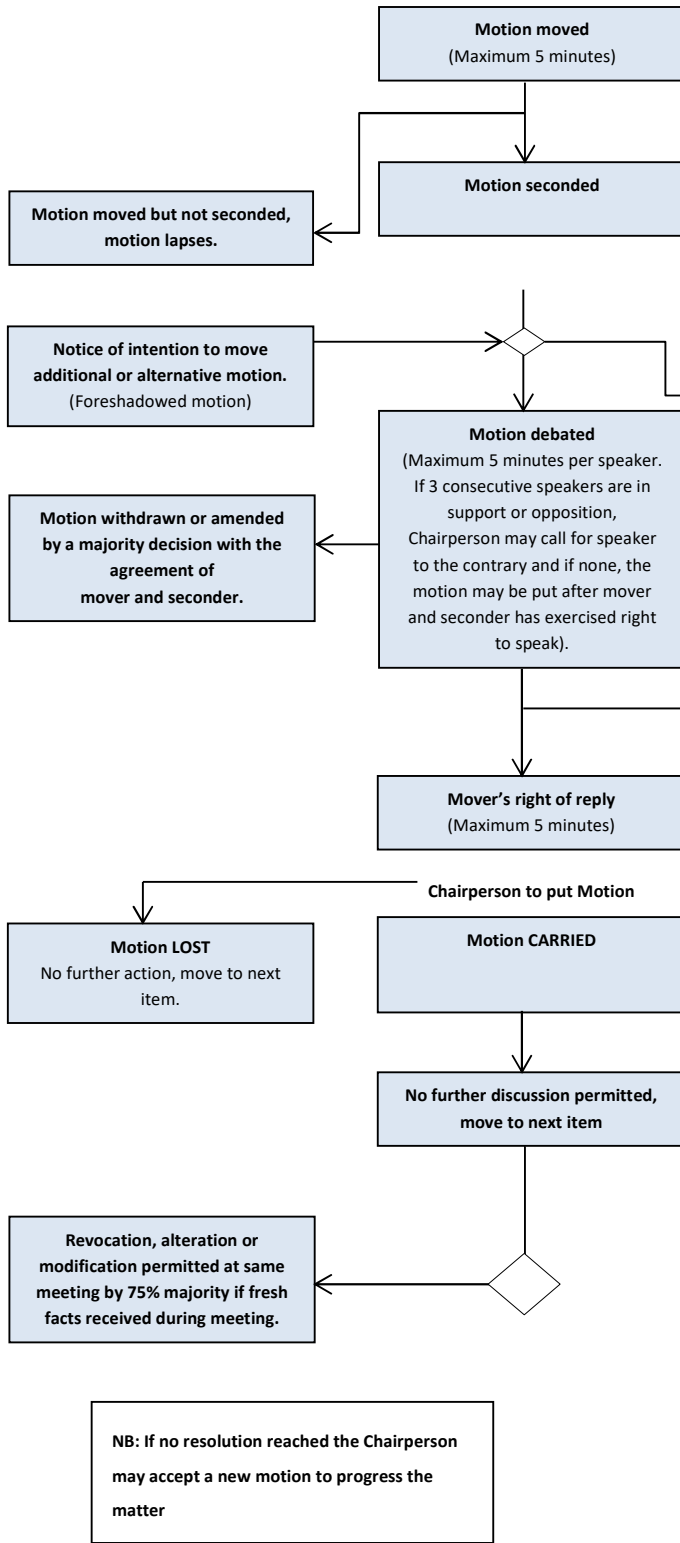 Motion moved
(Maximum 5 minutes)
Motion seconded
Motion moved but not seconded,
motion lapses.
Notice of intention to move
additional or alternative motion.
(Foreshadowed motion)
Motion debated
(Maximum 5 minutes per speaker.
If 3 consecutive speakers are in
support or opposition,
Chairperson may call for speaker
to the contrary and if none, the
motion may be put after mover
and seconder has exercised right
to speak).
Motion withdrawn or amended
by a majority decision with the
agreement of
mover and seconder.
Mover’s right of reply
(Maximum 5 minutes)
Chairperson to put Motion
Motion LOST
No further action, move to next
item.
Motion CARRIED
No further discussion permitted,
move to next item
Revocation, alteration or
modification permitted at same
meeting by 75% majority if fresh
facts received during meeting.
NB: If no resolution reached the Chairperson
may accept a new motion to progress the
matter